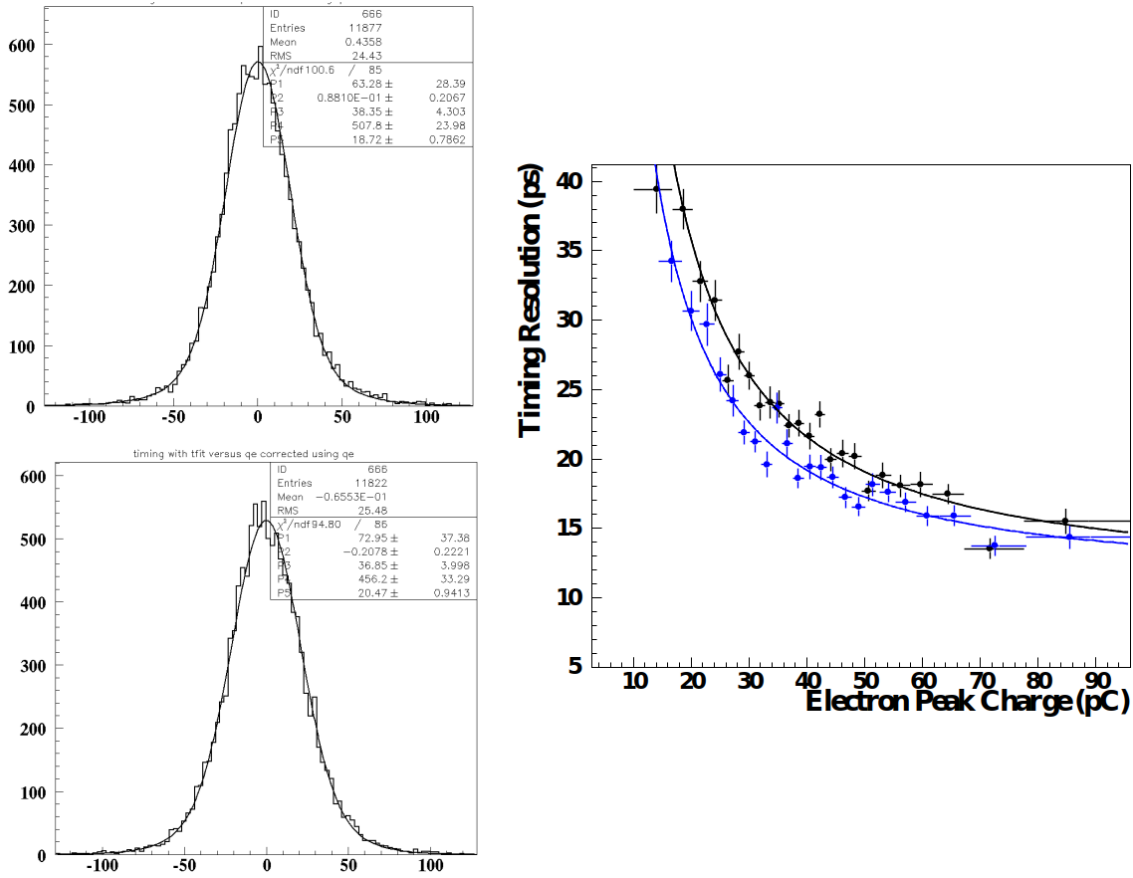 ID 666
Entries 11877
Mean 0.4358
RMS 24.43
χ²/ndf 100.6 / 85
P1 63.28 ± 28.39
P2 0.8810E-01 ± 0.2067
P3 38.35 ± 4.303
P4 507.8 ± 23.98
P5 18.72 ± 0.7862
600
500
400
300
200
100
0
-100 -50 0 50 100
timing with tfit versus qe corrected using qe
ID 666
Entries 11822
Mean -0.6553E-01
RMS 25.48
χ²/ndf 94.80 / 86
P1 72.95 ± 37.38
P2 -0.2078 ± 0.2221
P3 36.85 ± 3.998
P4 456.2 ± 33.29
P5 20.47 ± 0.9413
600
500
400
300
200
100
0
-100 -50 0 50 100
Timing Resolution (ps)
40
35
30
25
20
15
10
5
10 20 30 40 50 60 70 80 90
Electron Peak Charge (pC)